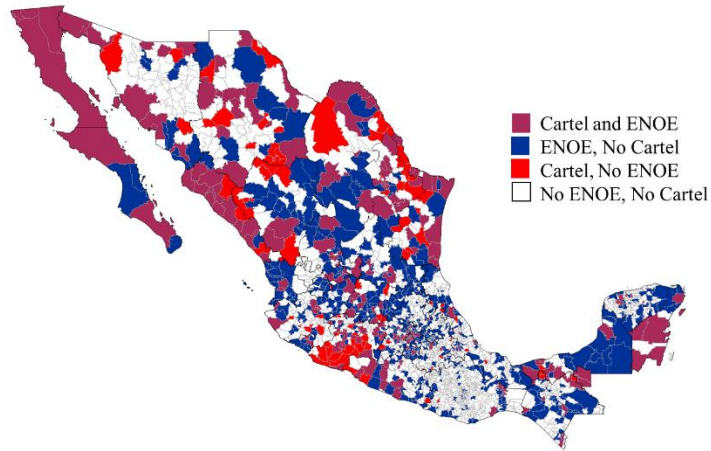 Cartel and ENOE
ENOE, No Cartel
Cartel, No ENOE
No ENOE, No Cartel